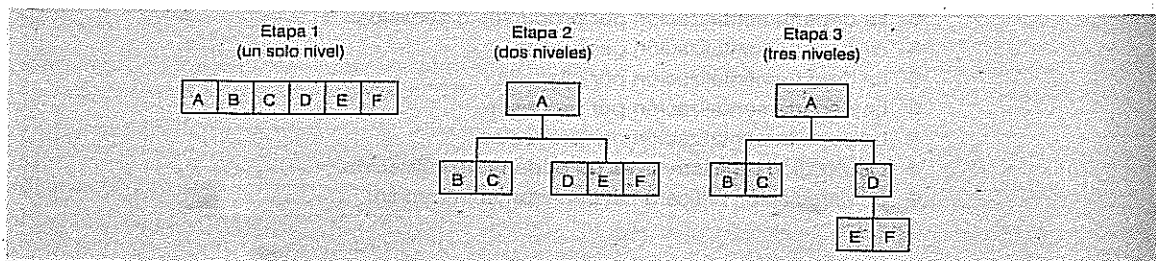 Etapa 1
(un solo nivel)
A B C D E F
Etapa 2
(dos niveles)
A
B C D E F
Etapa 3
(tres niveles)
A
B C D
E F